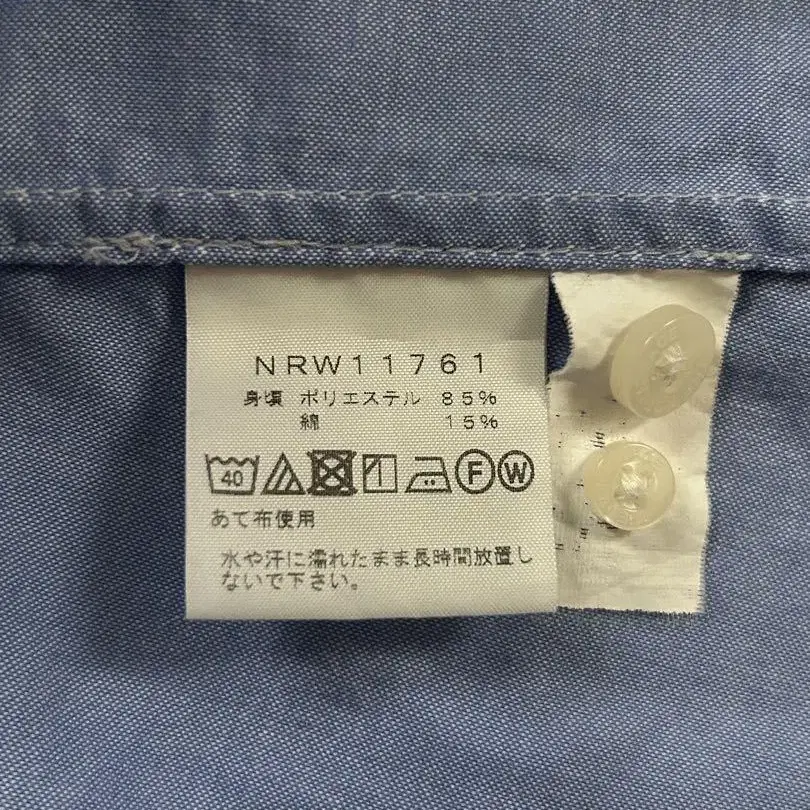 NRW11761
身頃 ポリエステル 85%
綿 15%
40 F W
あて布使用
水や汗に濡れたまま長時間放置し
ないで下さい。